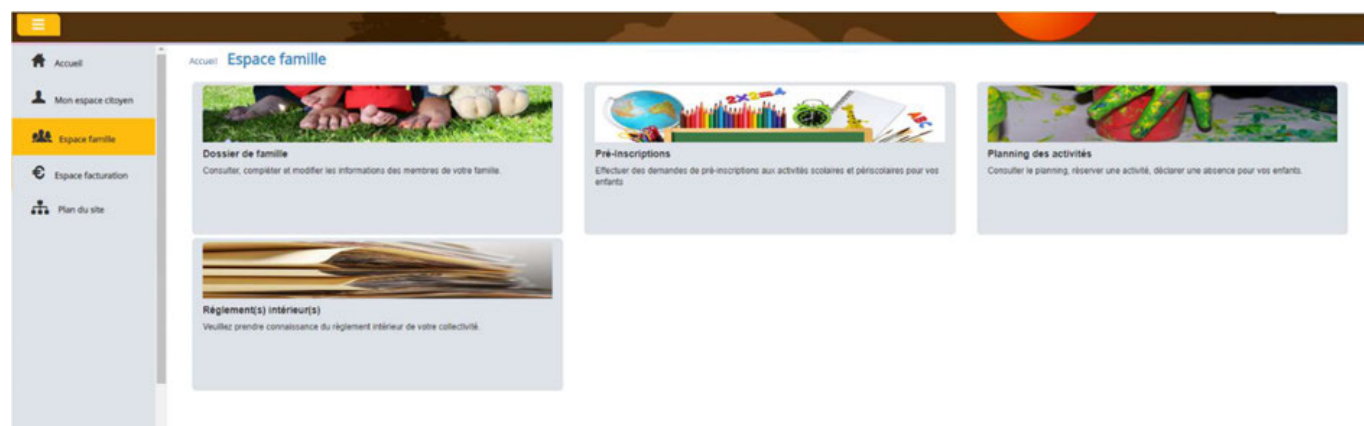 Accueil
Mon espace citoyen
Espace famille
Espace facturation
Plan du site
Accueil Espace famille
Dossier de famille
Consulter, compléter et modifier les informations des membres de votre famille.
2x2=4
ABC
Pré-inscriptions
Effectuer des demandes de pré-inscriptions aux activités scolaires et périscolaires pour vos
enfants
Planning des activités
Consulter le planning, réserver une activité, déclarer une absence pour vos enfants.
Règlement(s) intérieur(s)
Veuillez prendre connaissance du règlement intérieur de votre collectivité.